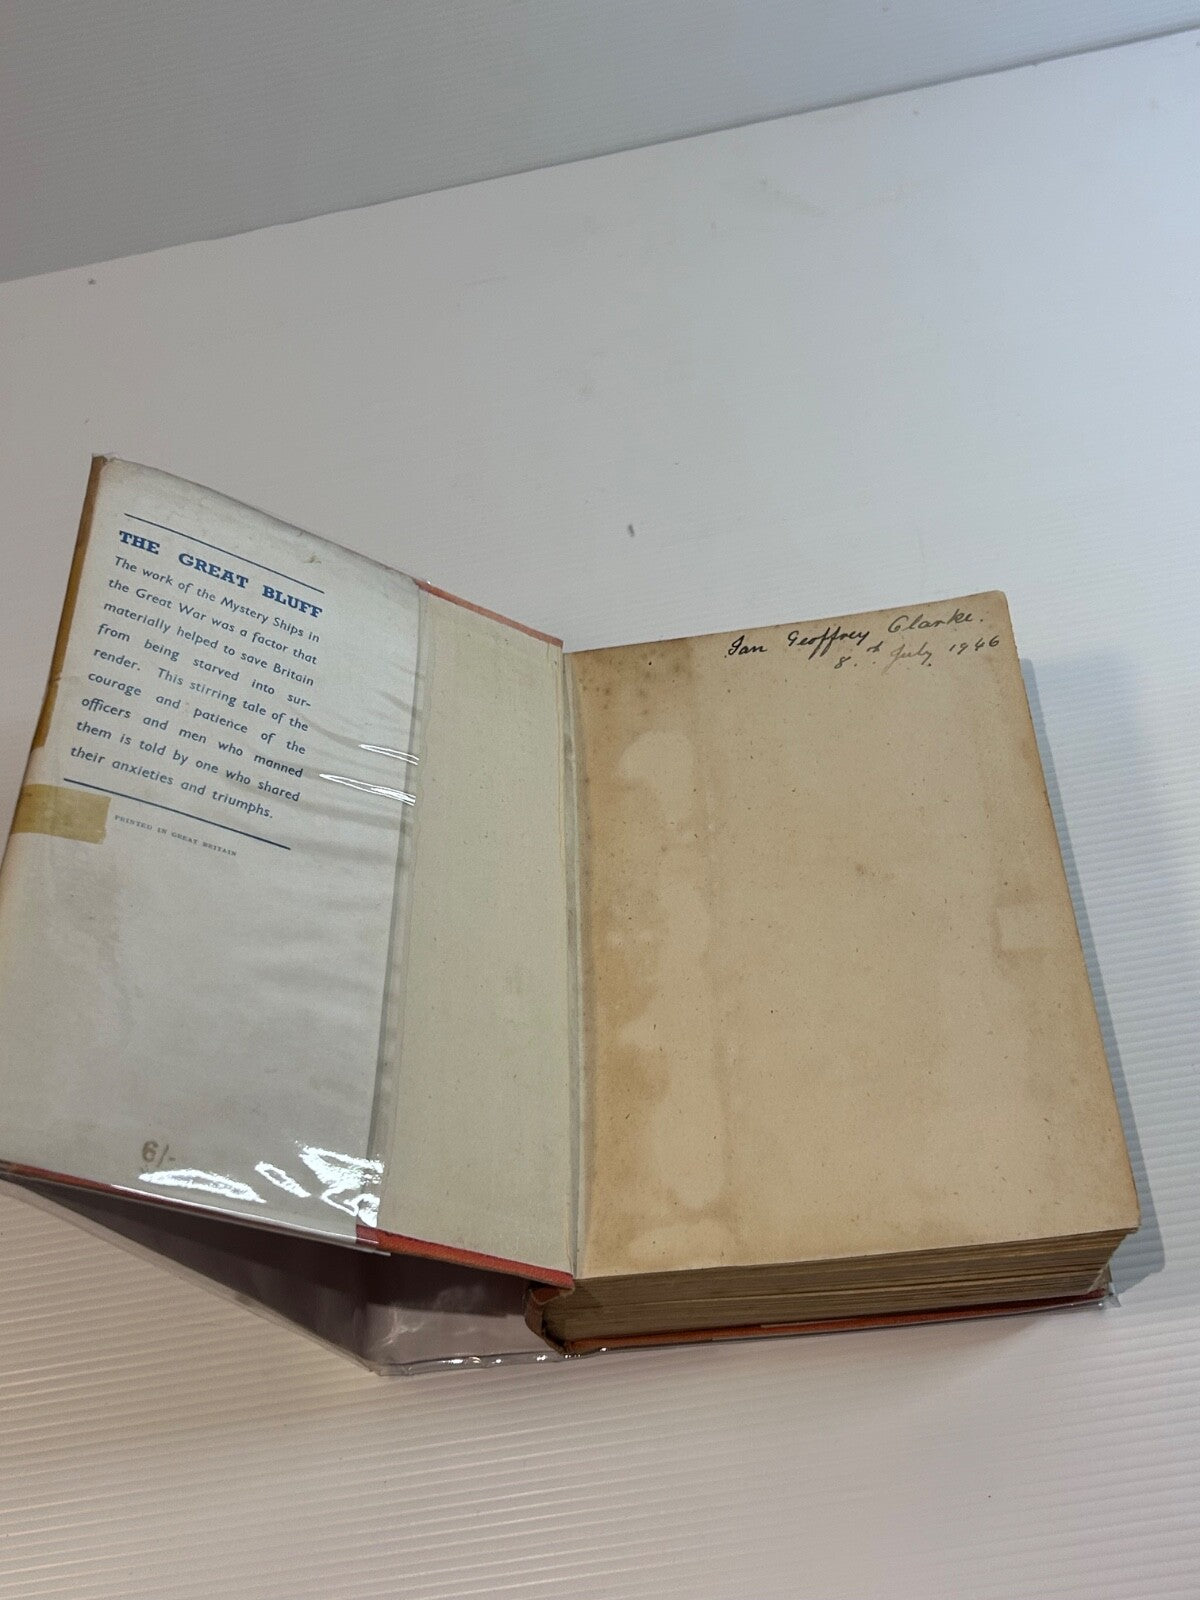 THE GREAT BLUFF
The work of the Mystery Ships in
the Great War was a factor that
materially helped to save Britain
from being starved into sur-
render. This stirring tale of the
courage and patience of the
officers and men who manned
them is told by one who shared
their anxieties and triumphs.
PRINTED IN GREAT BRITAIN
6/-
Ian Geoffrey Clarke.
8.th July, 1946